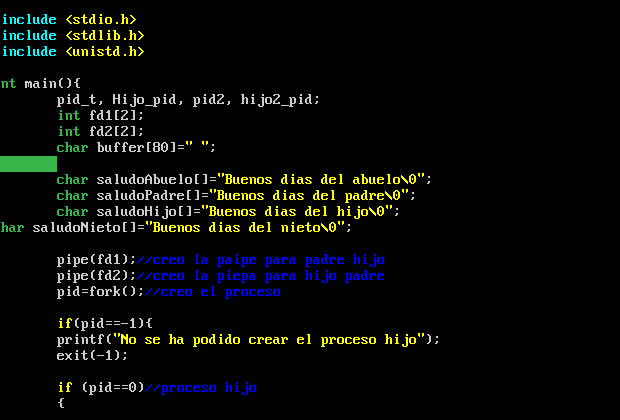 include <stdio.h>
include <stdlib.h>
include <unistd.h>
nt main(){
pid_t, Hijo_pid, pid2, hijo2_pid;
int fd1[2];
int fd2[2];
char buffer[80]=" ";
char saludoAbuelo[]="Buenos dias del abuelo\0";
char saludoPadre[]="Buenos dias del padre\0";
char saludoHijo[]="Buenos dias del hijo\0";
har saludoNieto[]="Buenos dias del nieto\0";
pipe(fd1);//creo la paipe para padre hijo
pipe(fd2);//creo la piepa para hijo padre
pid=fork();//creo el proceso
if(pid==-1){
printf("No se ha podido crear el proceso hijo");
exit(-1);
if (pid==0)//proceso hijo
{